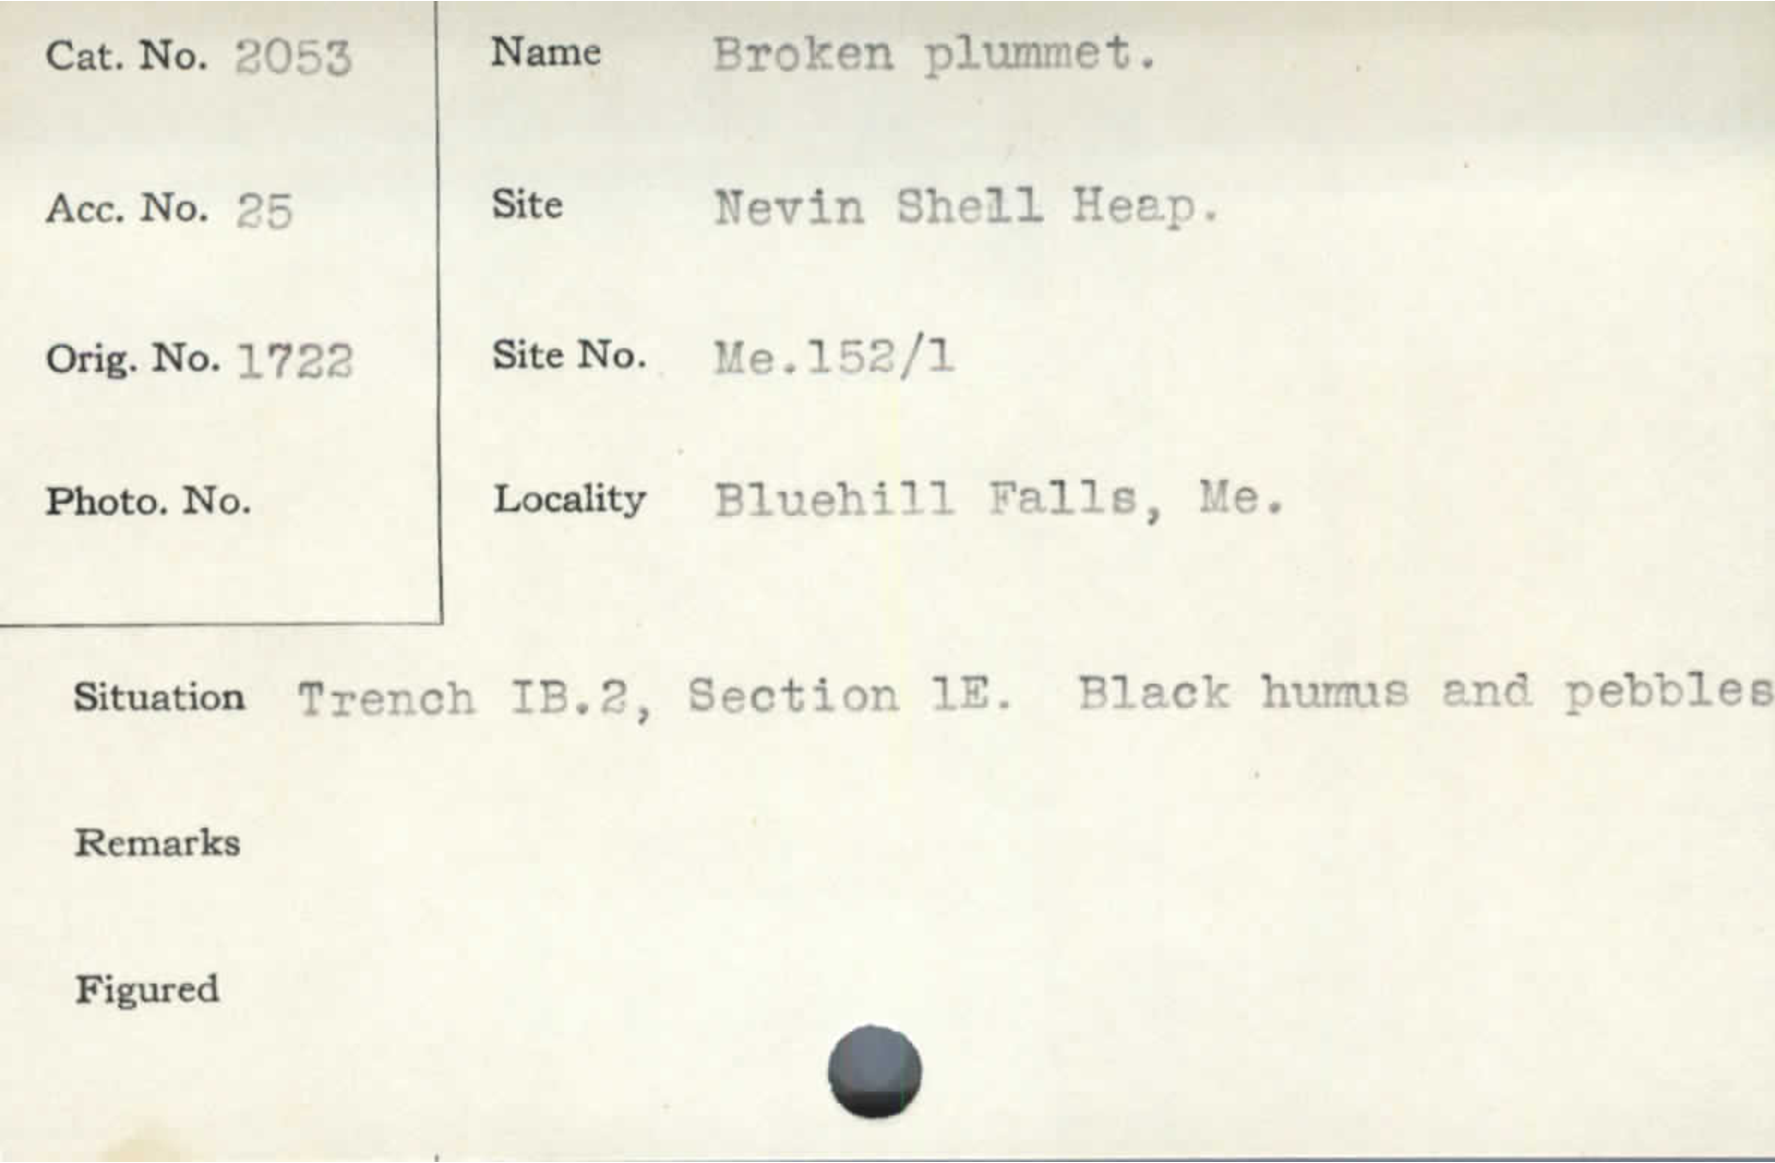 Cat. No. 2053
Name Broken plummet.
Acc. No. 25
Site Nevin Shell Heap.
Orig. No. 1722
Site No. Me.152/1
Photo. No.
Locality Bluehill Falls, Me.
Situation Trench IB.2, Section 1E. Black humus and pebbles
Remarks
Figured